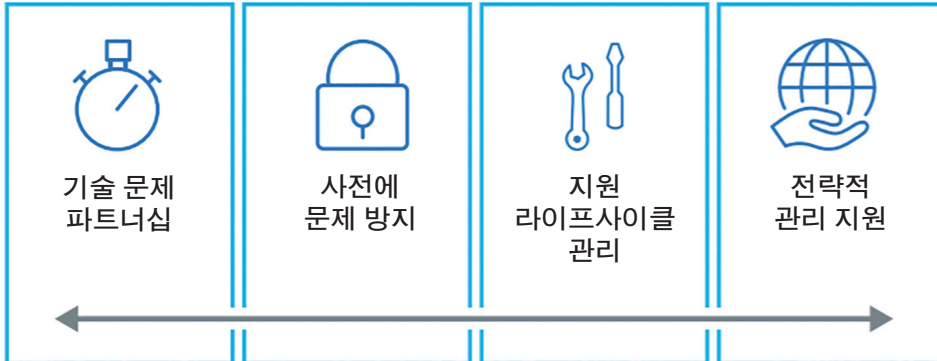 기술 문제
파트너십
사전에
문제 방지
지원
라이프사이클
관리
전략적
관리 지원